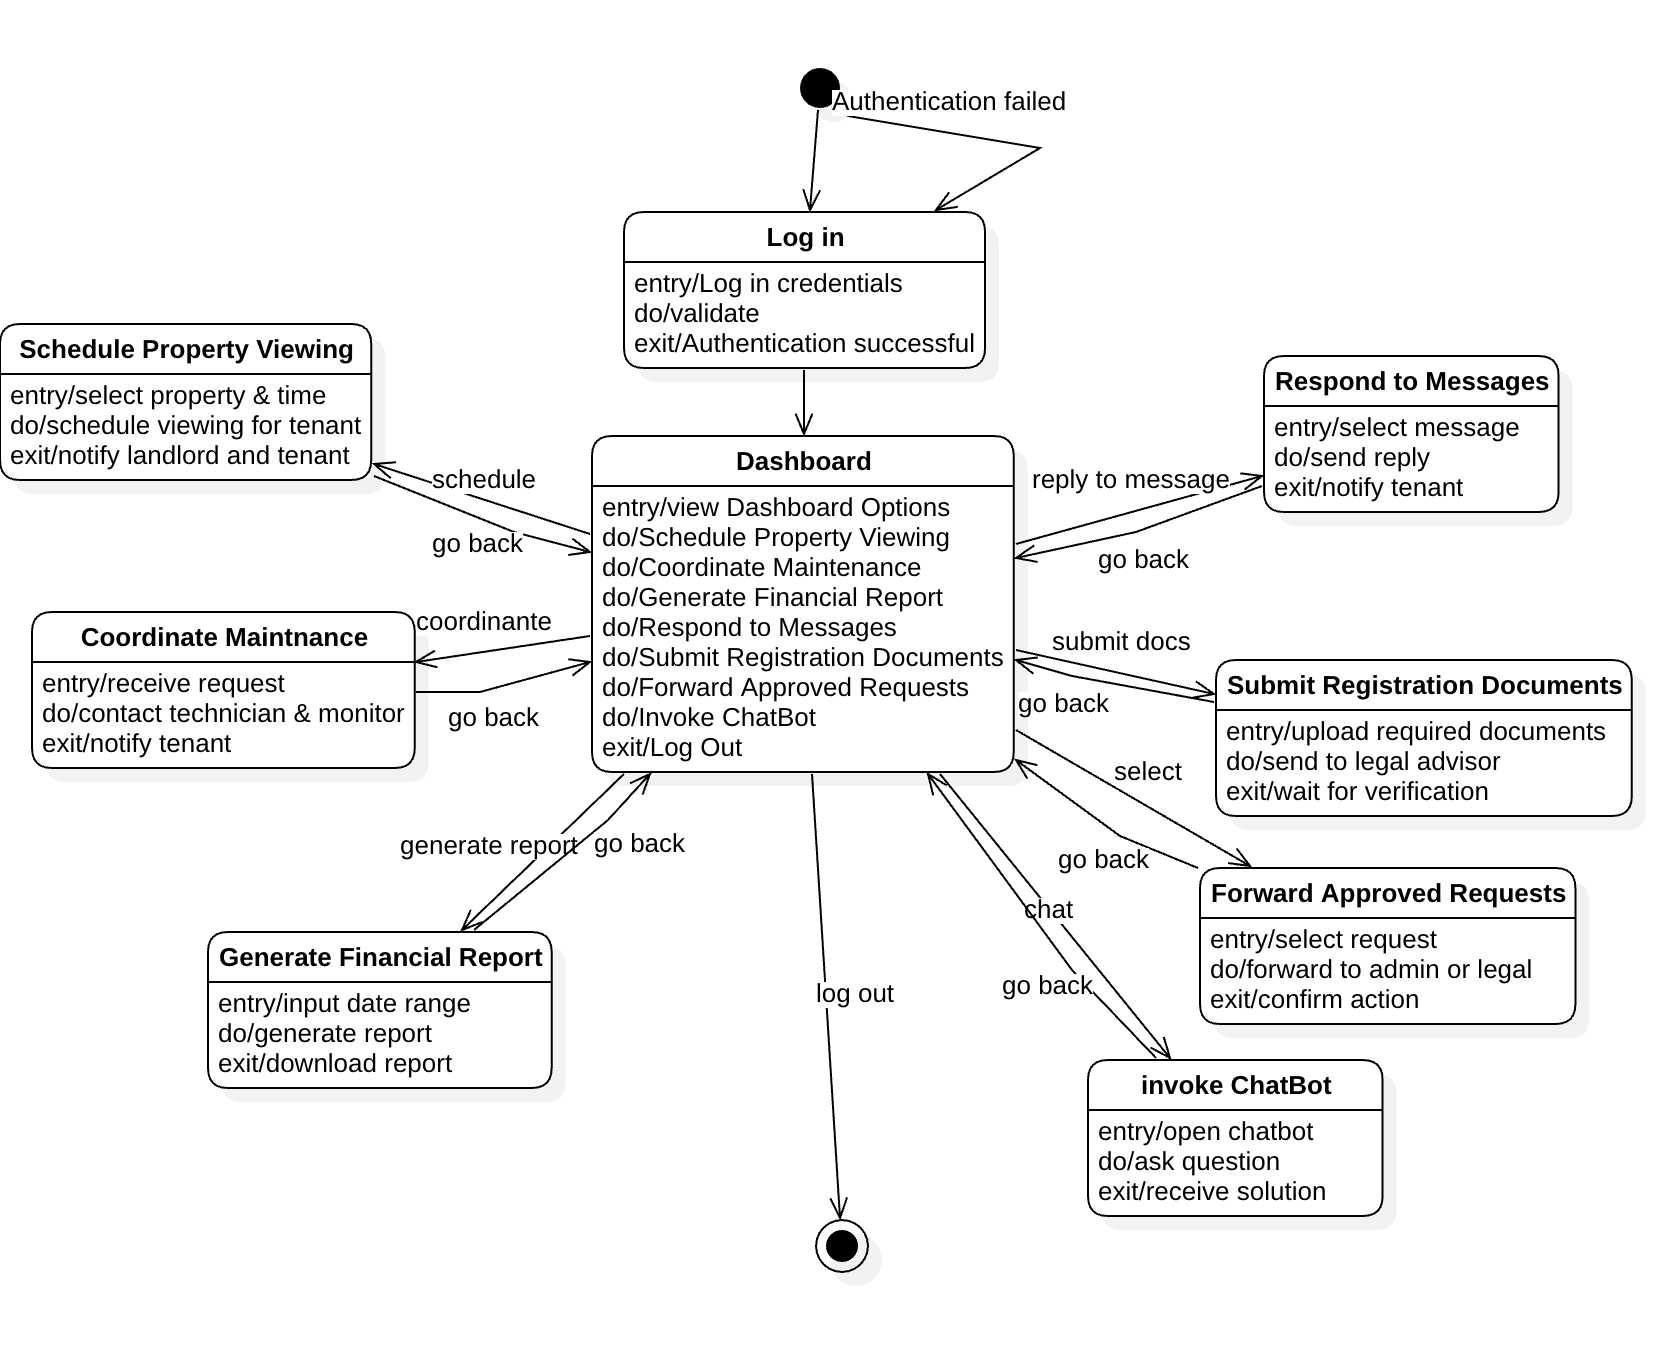 Authentication failed
Log in
entry/Log in credentials
do/validate
exit/Authentication successful
Schedule Property Viewing
entry/select property & time
do/schedule viewing for tenant
exit/notify landlord and tenant
Respond to Messages
entry/select message
do/send reply
exit/notify tenant
Dashboard
entry/view Dashboard Options
do/Schedule Property Viewing
do/Coordinate Maintenance
do/Generate Financial Report
do/Respond to Messages
do/Submit Registration Documents
do/Forward Approved Requests
do/Invoke ChatBot
exit/Log Out
schedule
go back
reply to message
go back
coordinante
Coordinate Maintnance
entry/receive request
do/contact technician & monitor
exit/notify tenant
go back
submit docs
go back
Submit Registration Documents
entry/upload required documents
do/send to legal advisor
exit/wait for verification
select
go back
Forward Approved Requests
entry/select request
do/forward to admin or legal
exit/confirm action
generate report
go back
Generate Financial Report
entry/input date range
do/generate report
exit/download report
chat
go back
log out
invoke ChatBot
entry/open chatbot
do/ask question
exit/receive solution